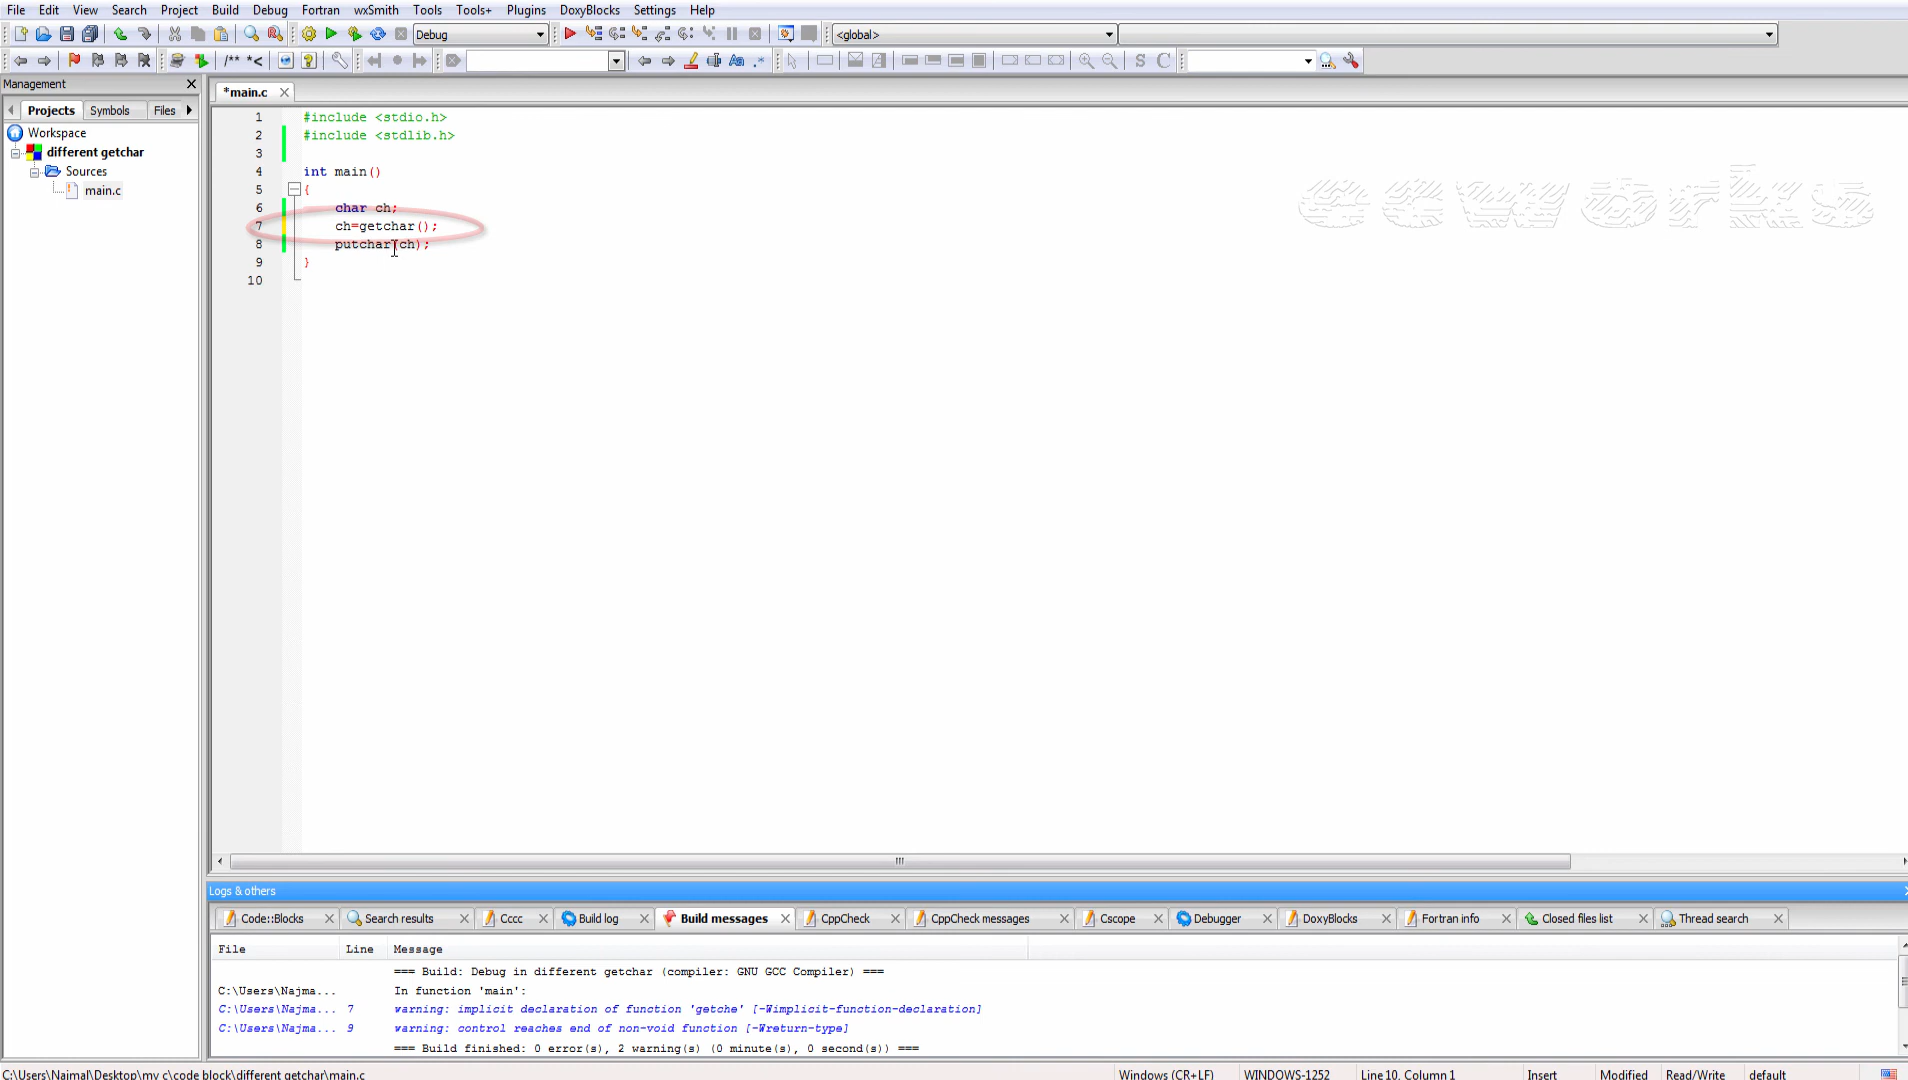 File Edit View Search Project Build Debug Fortran wxSmith Tools Tools+ Plugins DoxyBlocks Settings Help
Debug <global>
/** *<
S C
Management
*main.c
Projects Symbols Files
Workspace
different getchar
Sources
main.c
1 #include <stdio.h>
2 #include <stdlib.h>
3
4 int main()
5 {
6 char ch;
7 ch=getchar();
8 putchar(ch);
9 }
10
eeworks
Logs & others
Code::Blocks Search results Cccc Build log Build messages CppCheck CppCheck messages Cscope Debugger DoxyBlocks Fortran info Closed files list Thread search
File Line Message
=== Build: Debug in different getchar (compiler: GNU GCC Compiler) ===
C:\Users\Najma... In function 'main':
C:\Users\Najma... 7 warning: implicit declaration of function 'getche' [-Wimplicit-function-declaration]
C:\Users\Najma... 9 warning: control reaches end of non-void function [-Wreturn-type]
=== Build finished: 0 error(s), 2 warning(s) (0 minute(s), 0 second(s)) ===
C:\Users\Najmal\Desktop\my c\code block\different getchar\main.c Windows (CR+LF) WINDOWS-1252 Line 10, Column 1 Insert Modified Read/Write default